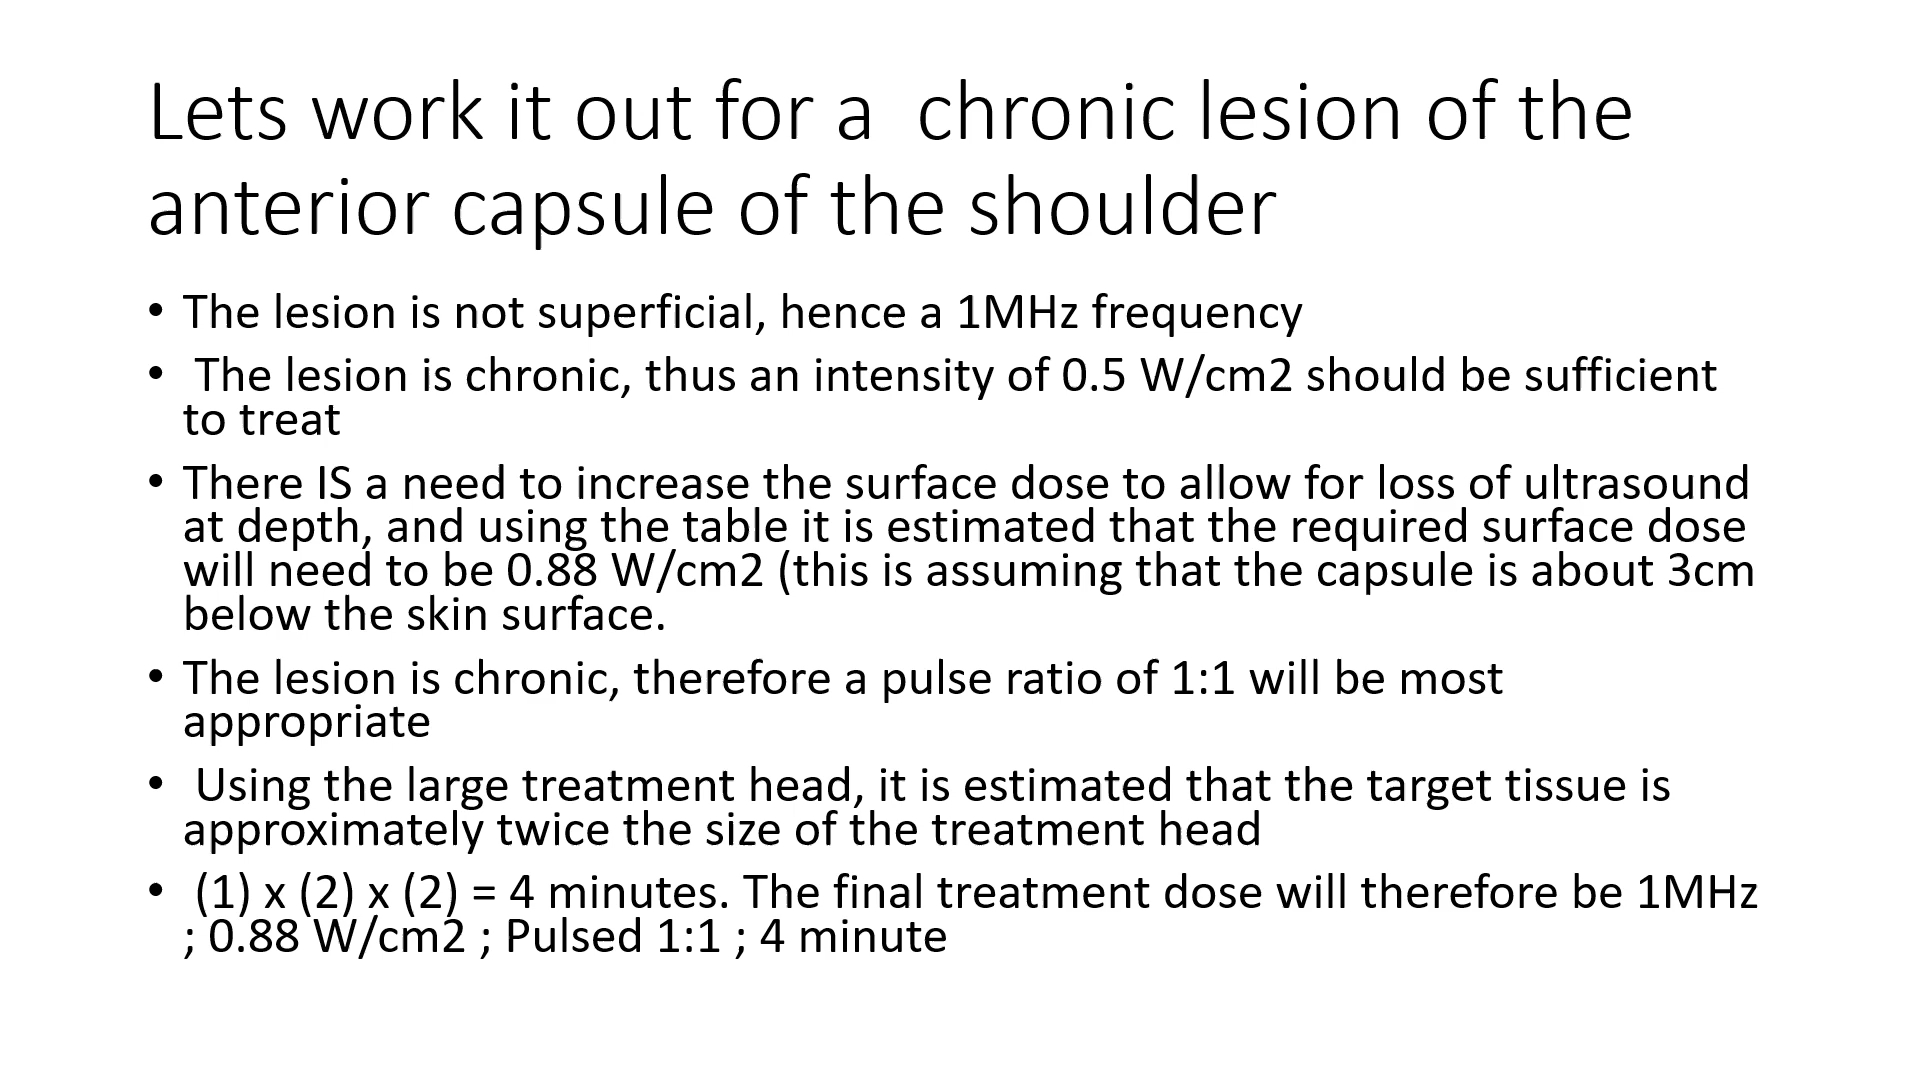 Lets work it out for a  chronic lesion of the
anterior capsule of the shoulder
• The lesion is not superficial, hence a 1MHz frequency
•  The lesion is chronic, thus an intensity of 0.5 W/cm2 should be sufficient
to treat
• There IS a need to increase the surface dose to allow for loss of ultrasound
at depth, and using the table it is estimated that the required surface dose
will need to be 0.88 W/cm2 (this is assuming that the capsule is about 3cm
below the skin surface.
• The lesion is chronic, therefore a pulse ratio of 1:1 will be most
appropriate
•  Using the large treatment head, it is estimated that the target tissue is
approximately twice the size of the treatment head
•  (1) x (2) x (2) = 4 minutes. The final treatment dose will therefore be 1MHz
; 0.88 W/cm2 ; Pulsed 1:1 ; 4 minute